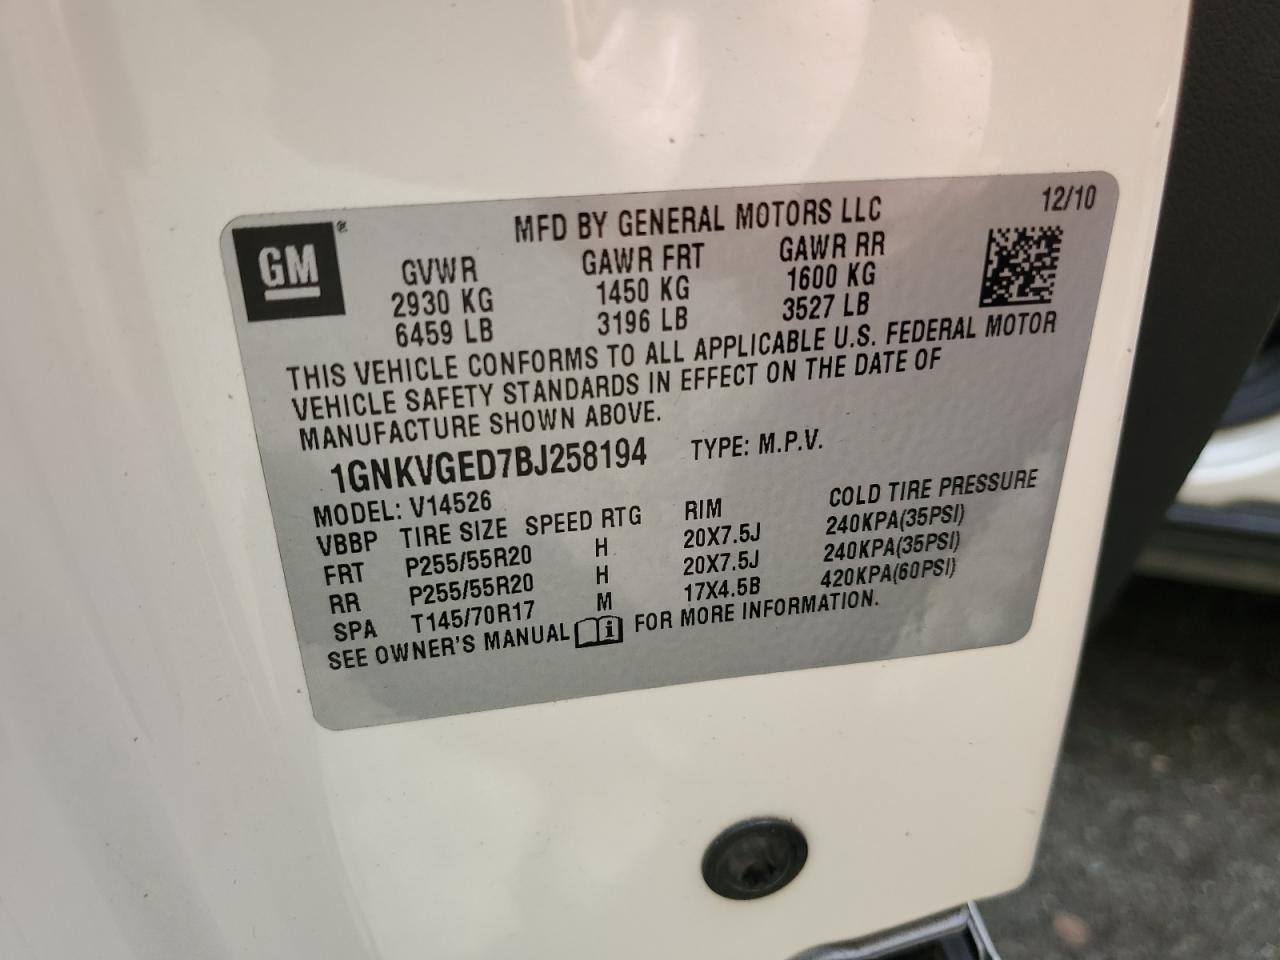 GM ®
MFD BY GENERAL MOTORS LLC 12/10
GVWR GAWR FRT GAWR RR
2930 KG 1450 KG 1600 KG
6459 LB 3196 LB 3527 LB
THIS VEHICLE CONFORMS TO ALL APPLICABLE U.S. FEDERAL MOTOR
VEHICLE SAFETY STANDARDS IN EFFECT ON THE DATE OF
MANUFACTURE SHOWN ABOVE.
1GNKVGED7BJ258194 TYPE: M.P.V.
MODEL: V14526
VBBP TIRE SIZE SPEED RTG RIM COLD TIRE PRESSURE
FRT P255/55R20 H 20X7.5J 240KPA(35PSI)
RR P255/55R20 H 20X7.5J 240KPA(35PSI)
SPA T145/70R17 M 17X4.5B 420KPA(60PSI)
SEE OWNER'S MANUAL i FOR MORE INFORMATION.